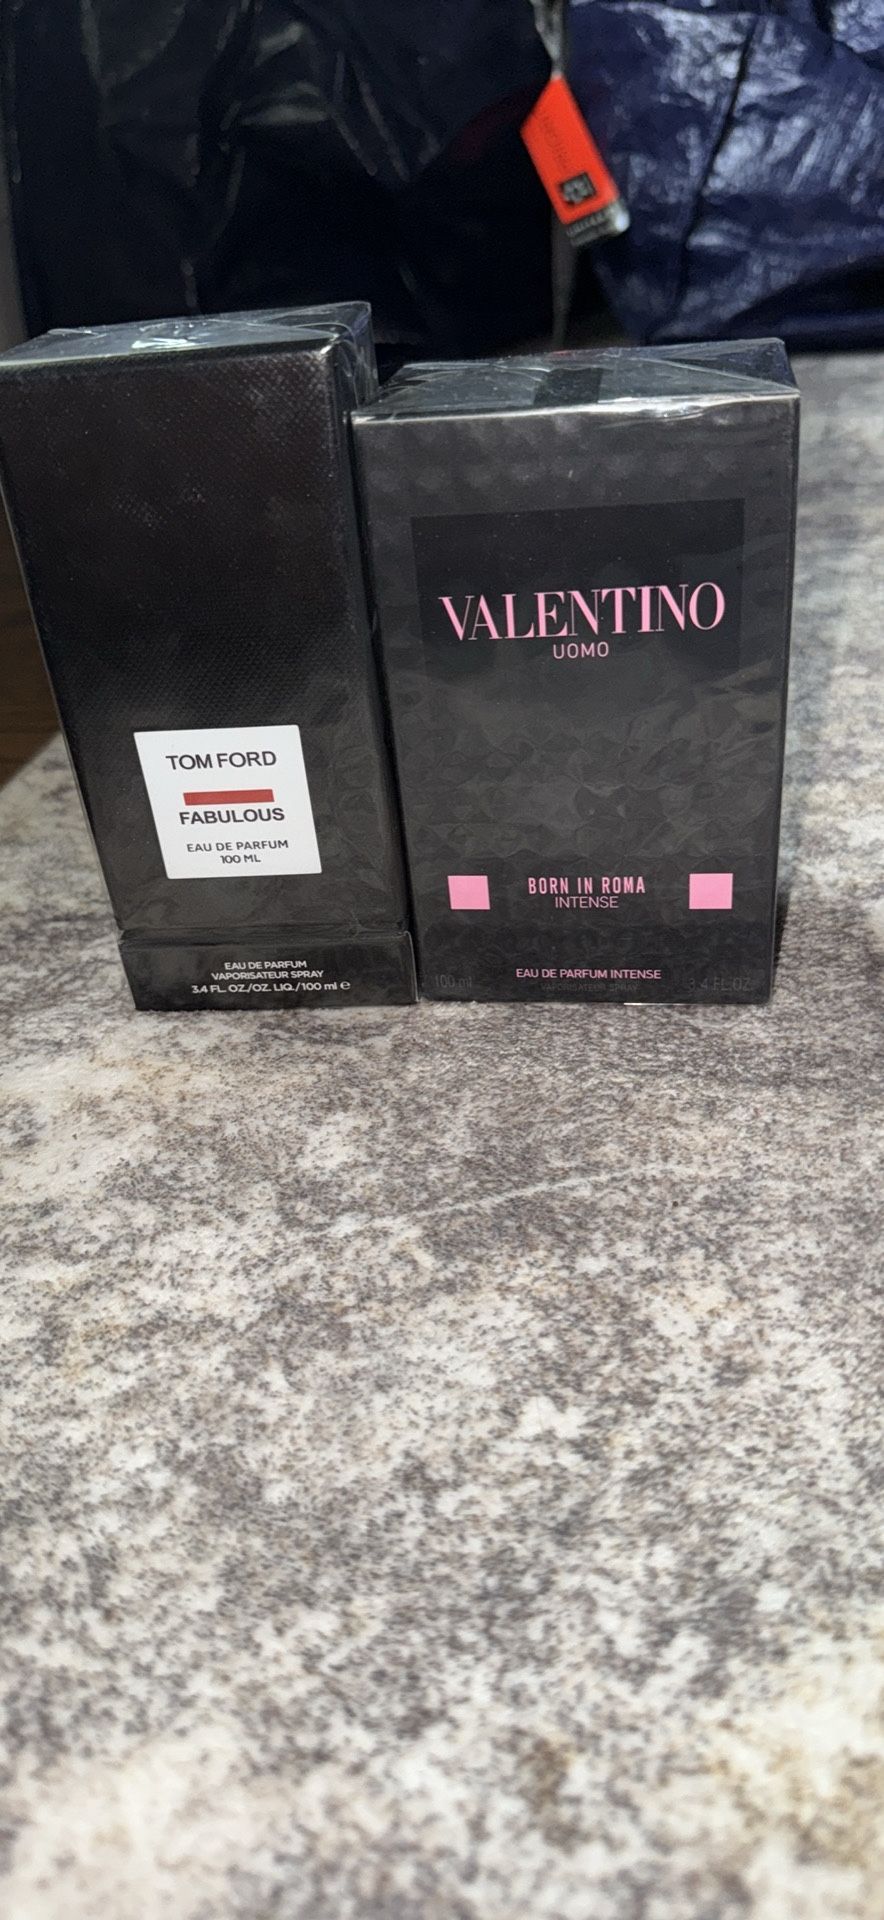 TOM FORD
FABULOUS
EAU DE PARFUM
100 ML
EAU DE PARFUM
VAPORISATEUR SPRAY
3.4 FL. OZ./OZ. LIQ./100 ml e
VALENTINO
UOMO
BORN IN ROMA
INTENSE
EAU DE PARFUM INTENSE
100 ml VAPORISATEUR SPRAY 3.4 FL.OZ.